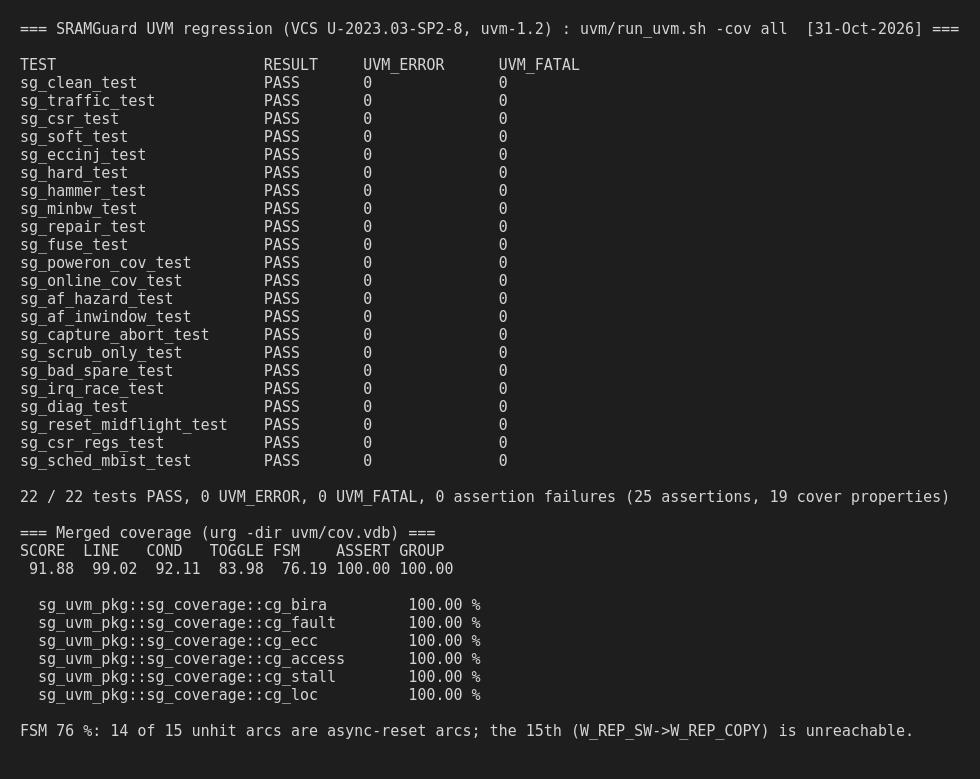 === SRAMGuard UVM regression (VCS U-2023.03-SP2-8, uvm-1.2) : uvm/run_uvm.sh -cov all  [31-Oct-2026] ===
TEST                       RESULT     UVM_ERROR      UVM_FATAL
sg_clean_test              PASS       0              0
sg_traffic_test            PASS       0              0
sg_csr_test                PASS       0              0
sg_soft_test               PASS       0              0
sg_eccinj_test             PASS       0              0
sg_hard_test               PASS       0              0
sg_hammer_test             PASS       0              0
sg_minbw_test              PASS       0              0
sg_repair_test             PASS       0              0
sg_fuse_test               PASS       0              0
sg_poweron_cov_test        PASS       0              0
sg_online_cov_test         PASS       0              0
sg_af_hazard_test          PASS       0              0
sg_af_inwindow_test        PASS       0              0
sg_capture_abort_test      PASS       0              0
sg_scrub_only_test         PASS       0              0
sg_bad_spare_test          PASS       0              0
sg_irq_race_test           PASS       0              0
sg_diag_test               PASS       0              0
sg_reset_midflight_test    PASS       0              0
sg_csr_regs_test           PASS       0              0
sg_sched_mbist_test        PASS       0              0
22 / 22 tests PASS, 0 UVM_ERROR, 0 UVM_FATAL, 0 assertion failures (25 assertions, 19 cover properties)
=== Merged coverage (urg -dir uvm/cov.vdb) ===
SCORE  LINE   COND   TOGGLE FSM    ASSERT GROUP
 91.88  99.02  92.11  83.98  76.19 100.00 100.00
  sg_uvm_pkg::sg_coverage::cg_bira         100.00 %
  sg_uvm_pkg::sg_coverage::cg_fault        100.00 %
  sg_uvm_pkg::sg_coverage::cg_ecc          100.00 %
  sg_uvm_pkg::sg_coverage::cg_access       100.00 %
  sg_uvm_pkg::sg_coverage::cg_stall        100.00 %
  sg_uvm_pkg::sg_coverage::cg_loc          100.00 %
FSM 76 %: 14 of 15 unhit arcs are async-reset arcs; the 15th (W_REP_SW->W_REP_COPY) is unreachable.